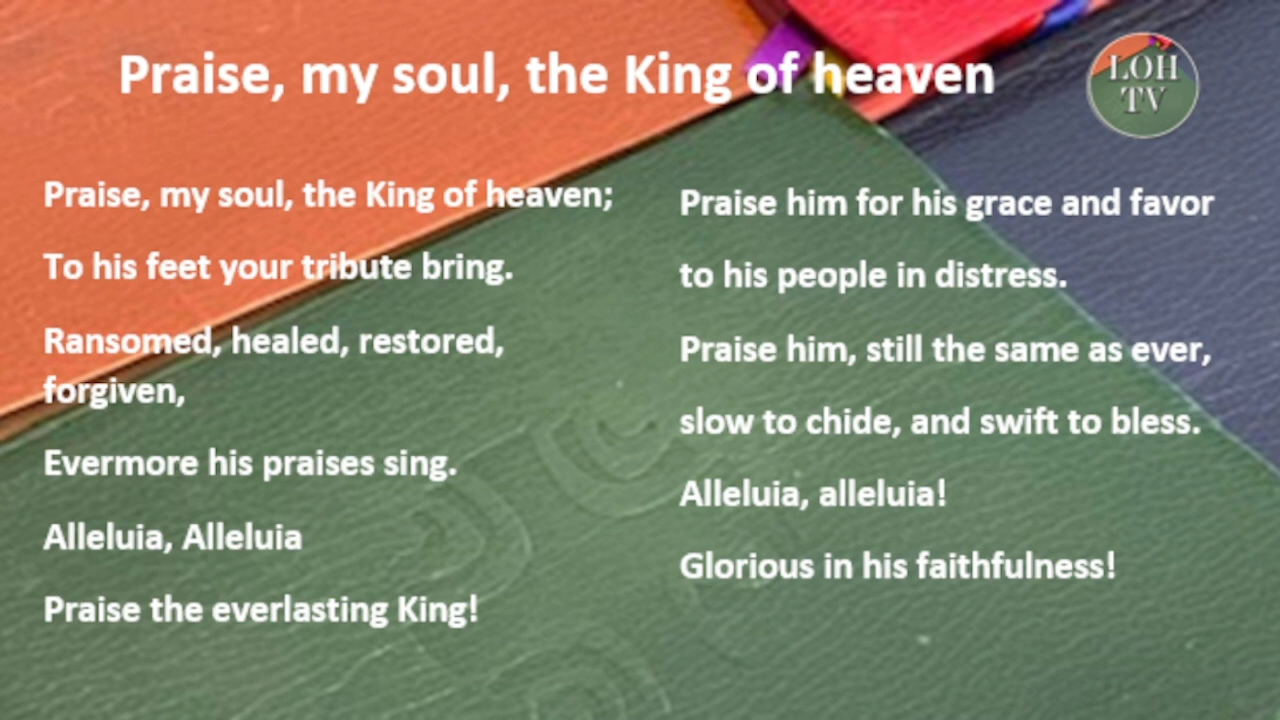 Praise, my soul, the King of heaven
LOH
TV
Praise, my soul, the King of heaven;
To his feet your tribute bring.
Ransomed, healed, restored,
forgiven,
Evermore his praises sing.
Alleluia, Alleluia
Praise the everlasting King!
Praise him for his grace and favor
to his people in distress.
Praise him, still the same as ever,
slow to chide, and swift to bless.
Alleluia, alleluia!
Glorious in his faithfulness!